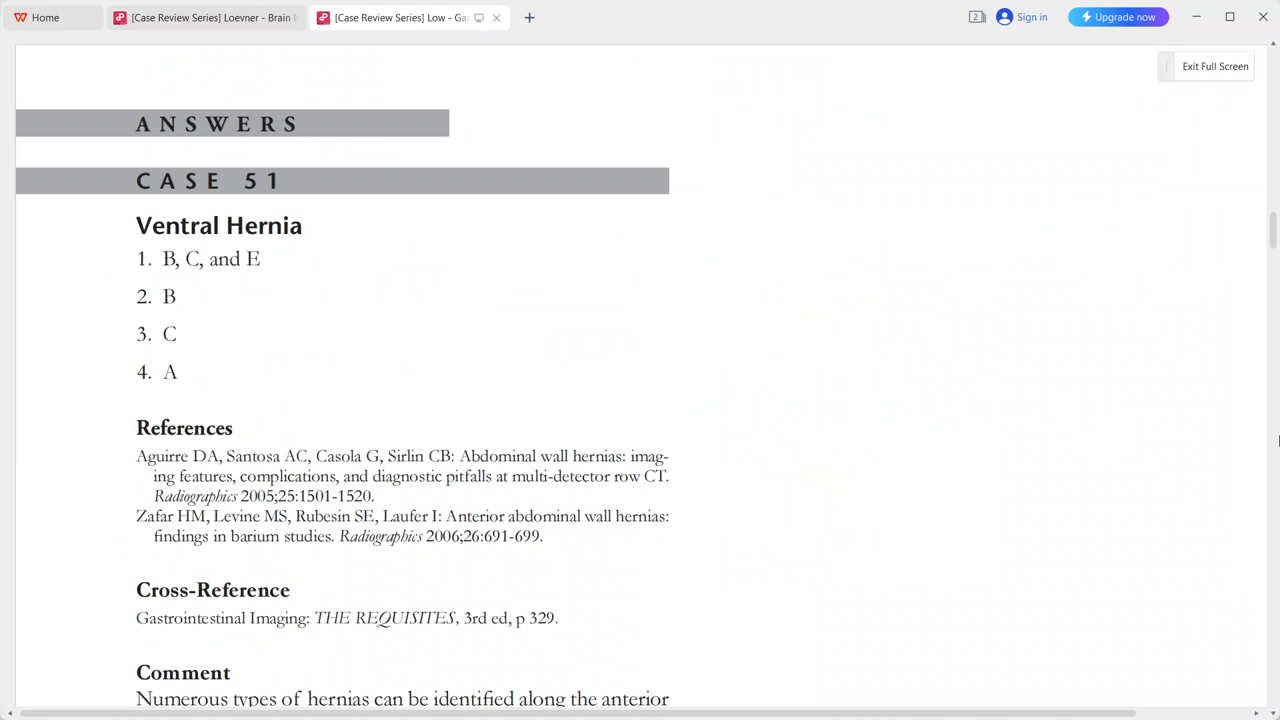 Home
[Case Review Series] Loevner - Brain I
[Case Review Series] Low - Gas
2
Sign in
Upgrade now
Exit Full Screen
ANSWERS
CASE 51
Ventral Hernia
1. B, C, and E
2. B
3. C
4. A
References
Aguirre DA, Santosa AC, Casola G, Sirlin CB: Abdominal wall hernias: imag-
ing features, complications, and diagnostic pitfalls at multi-detector row CT.
Radiographics 2005;25:1501-1520.
Zafar HM, Levine MS, Rubesin SE, Laufer I: Anterior abdominal wall hernias:
findings in barium studies. Radiographics 2006;26:691-699.
Cross-Reference
Gastrointestinal Imaging: THE REQUISITES, 3rd ed, p 329.
Comment
Numerous types of hernias can be identified along the anterior